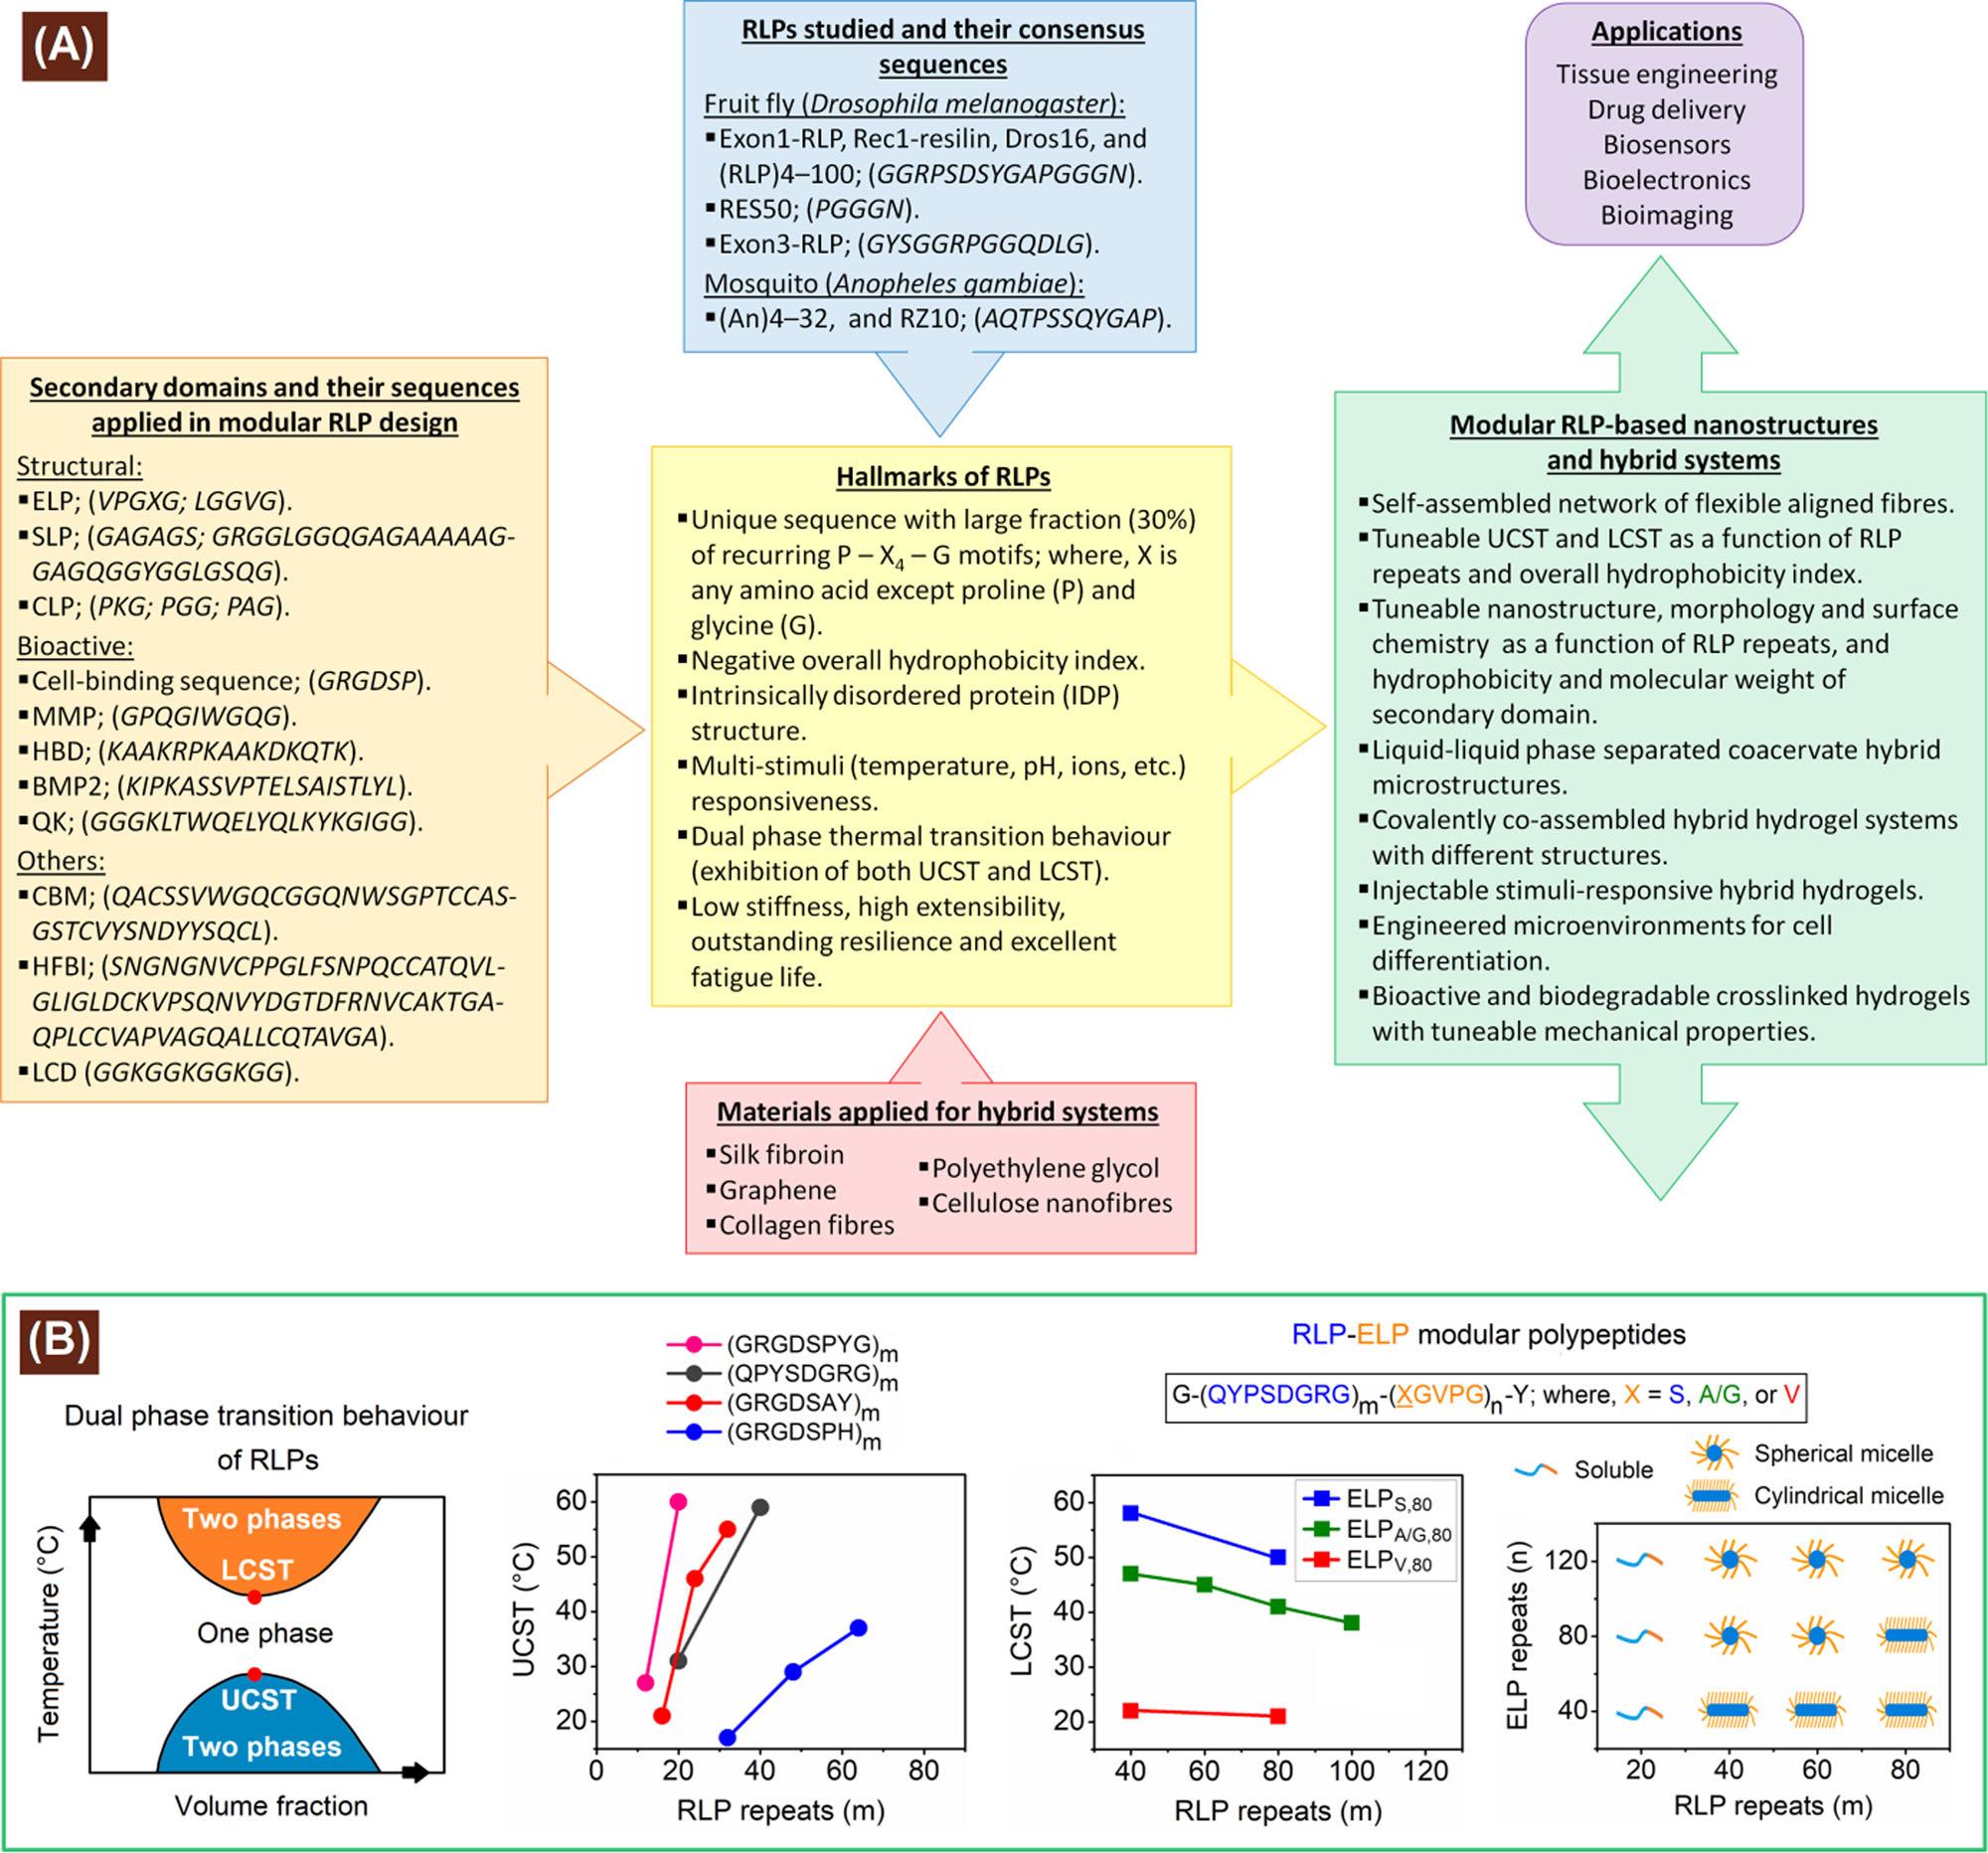 (A)
RLPs studied and their consensus
sequences
Fruit fly (Drosophila melanogaster):
▪Exon1-RLP, Rec1-resilin, Dros16, and
(RLP)4–100; (GGRPSDSYGAPGGGN).
▪RES50; (PGGGN).
▪Exon3-RLP; (GYSGGRPGGQDLG).
Mosquito (Anopheles gambiae):
▪(An)4–32, and RZ10; (AQTPSSQYGAP).
Applications
Tissue engineering
Drug delivery
Biosensors
Bioelectronics
Bioimaging
Secondary domains and their sequences
applied in modular RLP design
Structural:
▪ELP; (VPGXG; LGGVG).
▪SLP; (GAGAGS; GRGGLGGQGAGAAAAAG-
GAGQGGYGGLGSQG).
▪CLP; (PKG; PGG; PAG).
Bioactive:
▪Cell-binding sequence; (GRGDSP).
▪MMP; (GPQGIWGQG).
▪HBD; (KAAKRPKAAKDKQTK).
▪BMP2; (KIPKASSVPTELSAISTLYL).
▪QK; (GGGKLTWQELYQLKYKGIGG).
Others:
▪CBM; (QACSSVWGQCGGQNWSGPTCCAS-
GSTCVYSNDYYSQCL).
▪HFBI; (SNGNGNVCPPGLFSNPQCCATQVL-
GLIGLDCKVPSQNVYDGTDFRNVCAKTGA-
QPLCCVAPVAGQALLCQTAVGA).
▪LCD (GGKGGKGGKGG).
Hallmarks of RLPs
▪Unique sequence with large fraction (30%)
of recurring P – X4 – G motifs; where, X is
any amino acid except proline (P) and
glycine (G).
▪Negative overall hydrophobicity index.
▪Intrinsically disordered protein (IDP)
structure.
▪Multi-stimuli (temperature, pH, ions, etc.)
responsiveness.
▪Dual phase thermal transition behaviour
(exhibition of both UCST and LCST).
▪Low stiffness, high extensibility,
outstanding resilience and excellent
fatigue life.
Modular RLP-based nanostructures
and hybrid systems
▪Self-assembled network of flexible aligned fibres.
▪Tuneable UCST and LCST as a function of RLP
repeats and overall hydrophobicity index.
▪Tuneable nanostructure, morphology and surface
chemistry as a function of RLP repeats, and
hydrophobicity and molecular weight of
secondary domain.
▪Liquid-liquid phase separated coacervate hybrid
microstructures.
▪Covalently co-assembled hybrid hydrogel systems
with different structures.
▪Injectable stimuli-responsive hybrid hydrogels.
▪Engineered microenvironments for cell
differentiation.
▪Bioactive and biodegradable crosslinked hydrogels
with tuneable mechanical properties.
Materials applied for hybrid systems
▪Silk fibroin
▪Graphene
▪Collagen fibres
▪Polyethylene glycol
▪Cellulose nanofibres
(B)
Dual phase transition behaviour
of RLPs
Temperature (°C)
Two phases
LCST
One phase
UCST
Two phases
Volume fraction
(GRGDSPYG)m
(QPYSDGRG)m
(GRGDSAY)m
(GRGDSPH)m
UCST (°C)
60
50
40
30
20
0 20 40 60 80
RLP repeats (m)
RLP-ELP modular polypeptides
G-(QYPSDGRG)m-(XGVPG)n-Y; where, X = S, A/G, or V
LCST (°C)
60
50
40
30
20
ELPS,80
ELPA/G,80
ELPV,80
40 60 80 100 120
RLP repeats (m)
Soluble
Spherical micelle
Cylindrical micelle
ELP repeats (n)
120
80
40
20 40 60 80
RLP repeats (m)